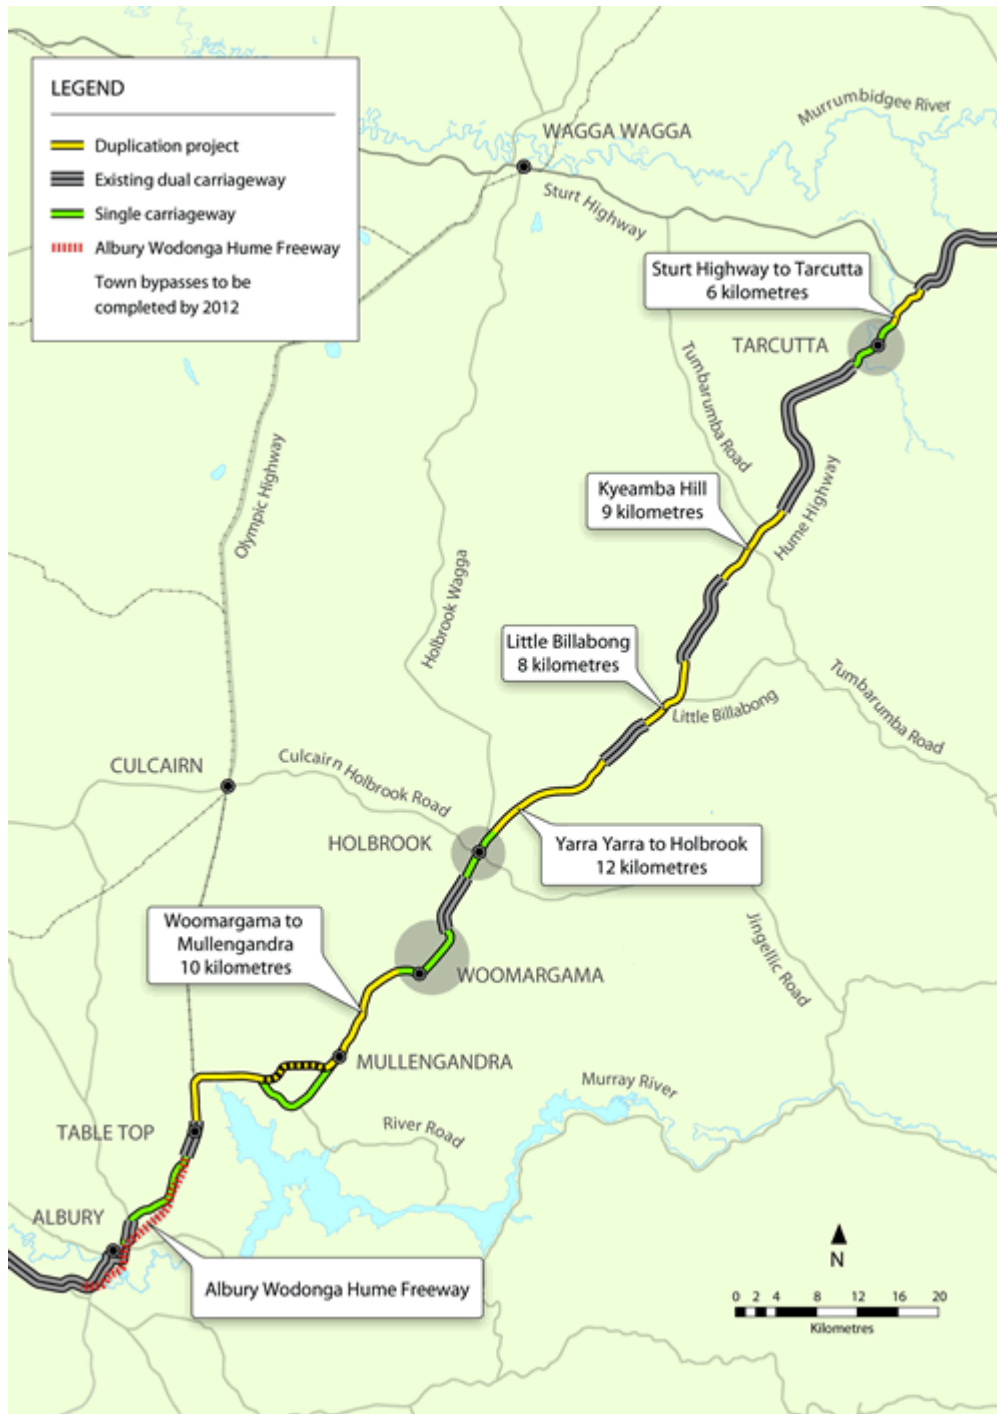 LEGEND
Duplication project
Existing dual carriageway
Single carriageway
Albury Wodonga Hume Freeway
Town bypasses to be
completed by 2012
Murrumbidgee River
WAGGA WAGGA
Sturt Highway
Sturt Highway to Tarcutta
6 kilometres
TARCUTTA
Tumbarumba Road
Olympic Highway
Kyeamba Hill
9 kilometres
Hume Highway
Holbrook Wagga
Little Billabong
8 kilometres
Little Billabong
Tumbarumba Road
CULCAIRN
Culcairn Holbrook Road
HOLBROOK
Yarra Yarra to Holbrook
12 kilometres
Woomargama to
Mullengandra
10 kilometres
WOOMARGAMA
Jingellic Road
MULLENGANDRA
Murray River
River Road
TABLE TOP
ALBURY
Albury Wodonga Hume Freeway
N
0 2 4 8 12 16 20
Kilometres